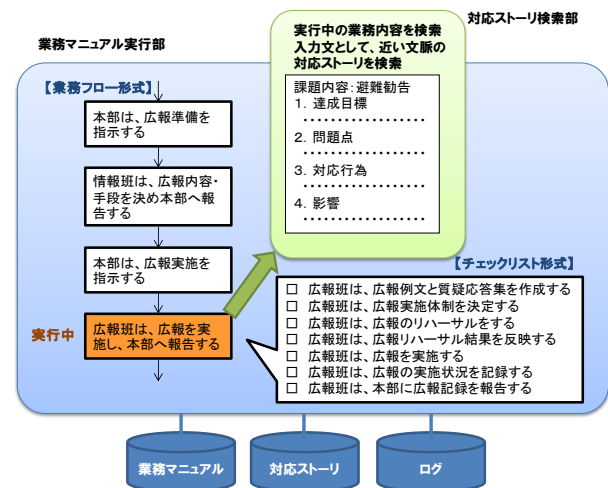 業務マニュアル実行部
対応ストーリ検索部
実行中の業務内容を検索
入力文として、近い文脈の
対応ストーリを検索
課題内容：避難勧告
1．達成目標
‥‥‥‥‥‥‥
2．問題点
‥‥‥‥‥‥‥
3．対応行為
‥‥‥‥‥‥‥
4．影響
‥‥‥‥‥‥‥
【業務フロー形式】
本部は、広報準備を
指示する
情報班は、広報内容・
手段を決め本部へ報
告する
本部は、広報実施を
指示する
実行中
広報班は、広報を実
施し、本部へ報告する
【チェックリスト形式】
□ 広報班は、広報例文と質疑応答集を作成する
□ 広報班は、広報実施体制を決定する
□ 広報班は、広報のリハーサルをする
□ 広報班は、広報リハーサル結果を反映する
□ 広報班は、広報を実施する
□ 広報班は、広報の実施状況を記録する
□ 広報班は、本部に広報記録を報告する
業務マニュアル
対応ストーリ
ログ